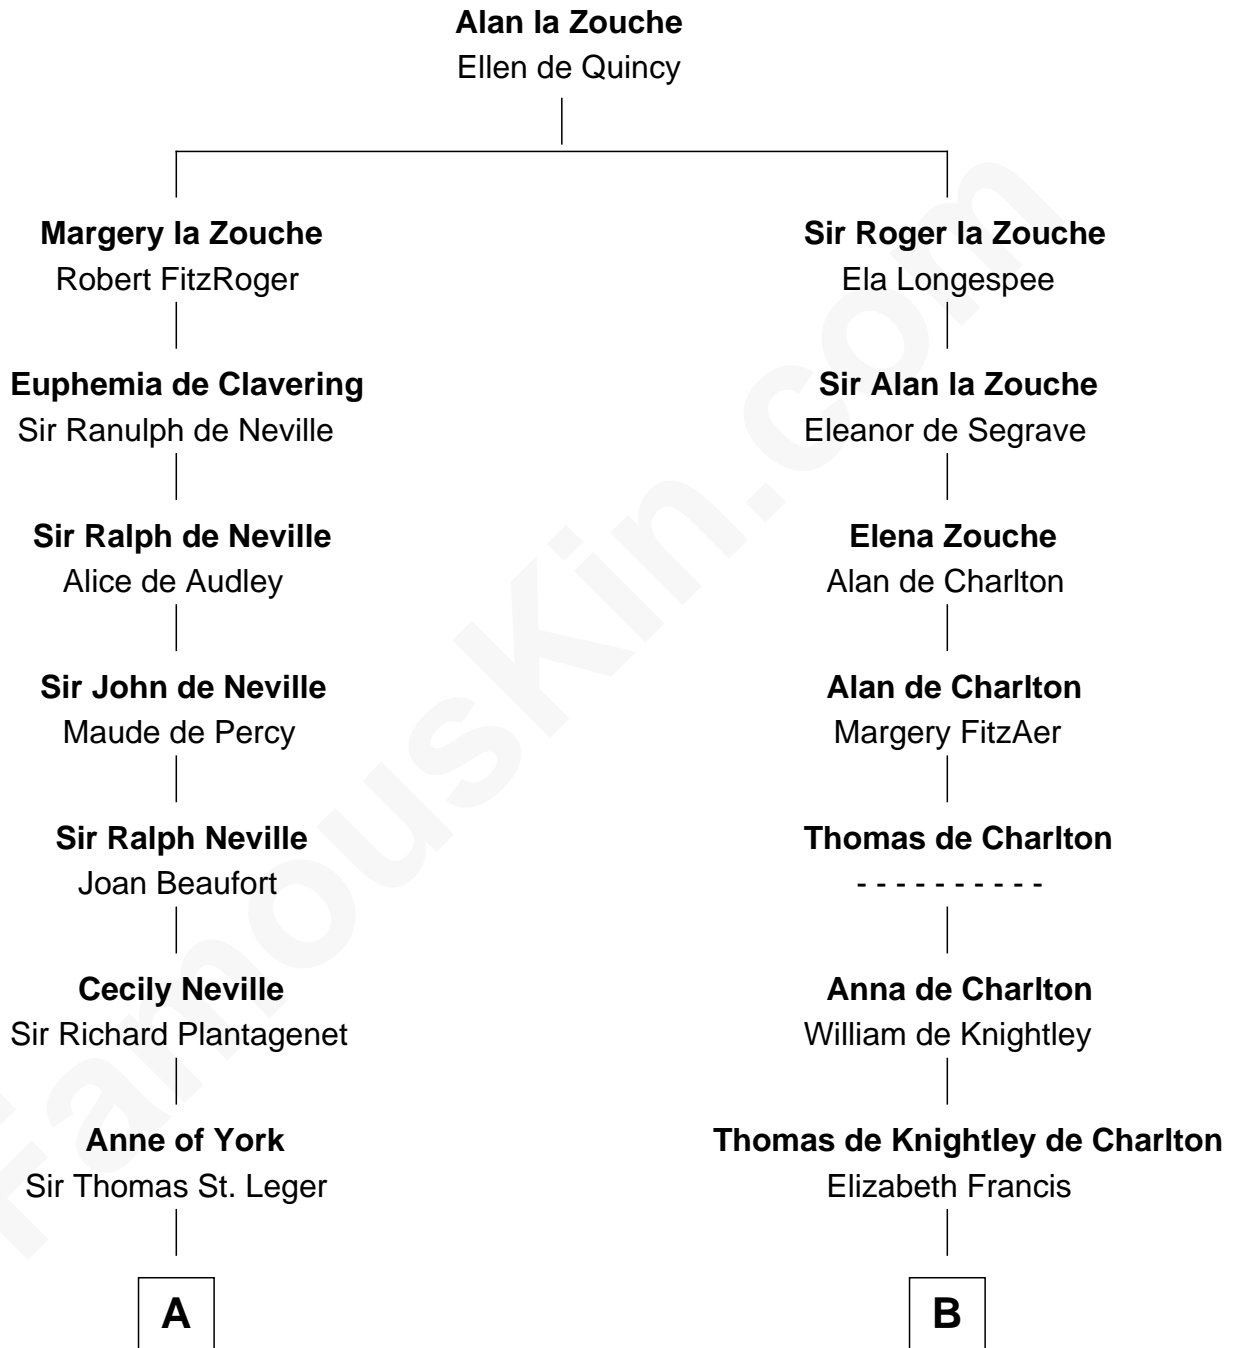 Alan la Zouche
Ellen de Quincy
Margery la Zouche
Robert FitzRoger
Euphemia de Clavering
Sir Ranulph de Neville
Sir Ralph de Neville
Alice de Audley
Sir John de Neville
Maude de Percy
Sir Ralph Neville
Joan Beaufort
Cecily Neville
Sir Richard Plantagenet
Anne of York
Sir Thomas St. Leger
A
Sir Roger la Zouche
Ela Longespee
Sir Alan la Zouche
Eleanor de Segrave
Elena Zouche
Alan de Charlton
Alan de Charlton
Margery FitzAer
Thomas de Charlton
- - - - - - - - - -
Anna de Charlton
William de Knightley
Thomas de Knightley de Charlton
Elizabeth Francis
B
FamousKin.com